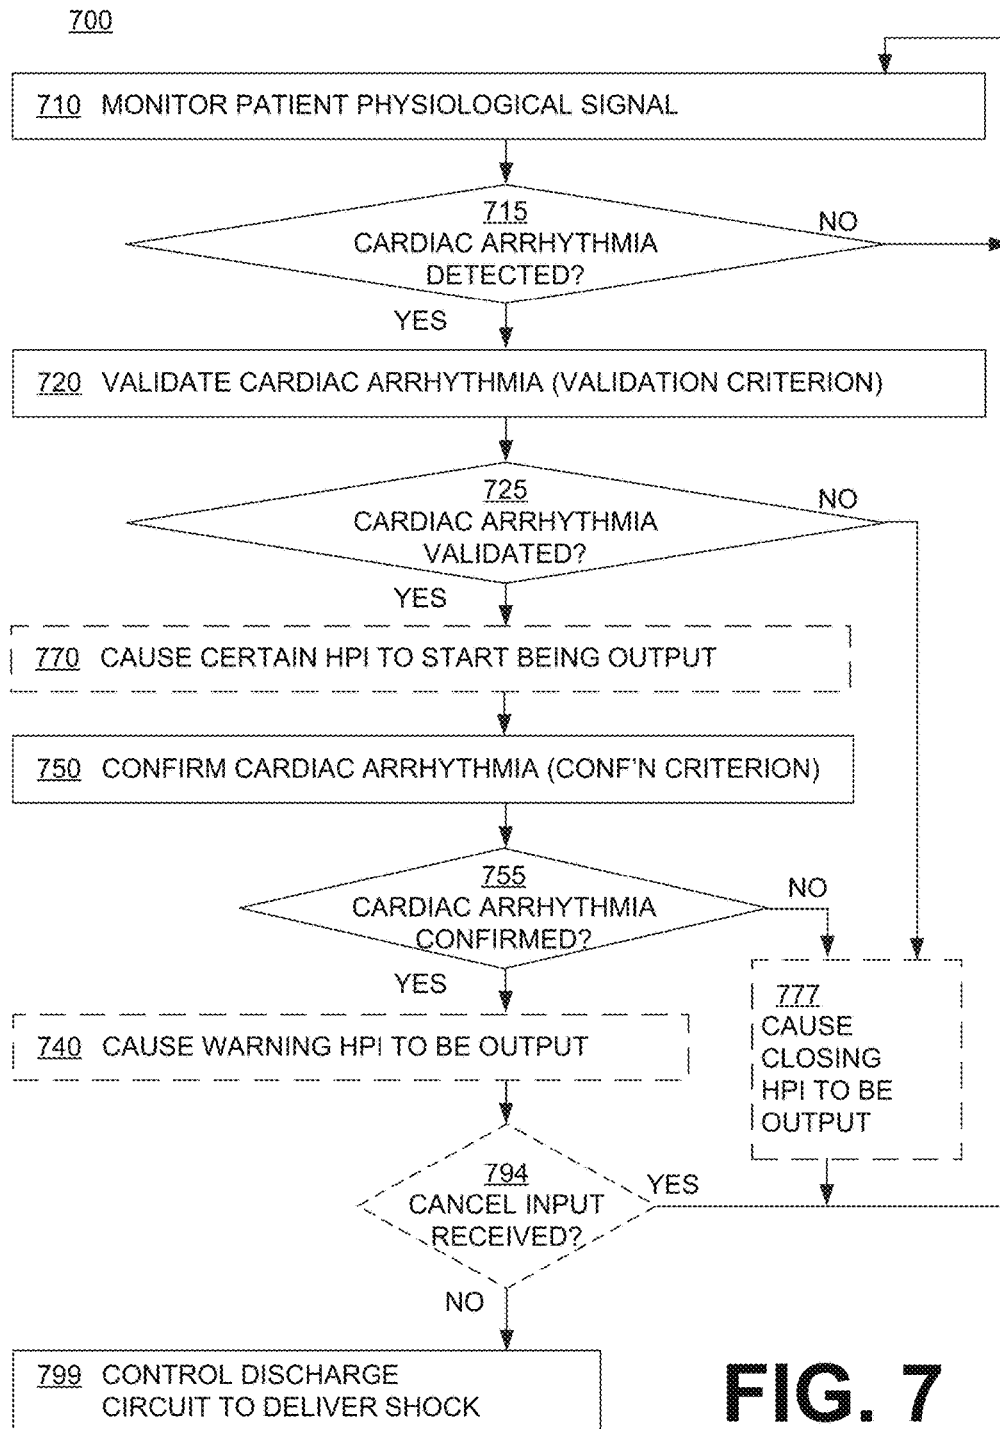 700
710 MONITOR PATIENT PHYSIOLOGICAL SIGNAL
715
CARDIAC ARRHYTHMIA
DETECTED?
NO
YES
720 VALIDATE CARDIAC ARRHYTHMIA (VALIDATION CRITERION)
725
CARDIAC ARRHYTHMIA
VALIDATED?
NO
YES
770 CAUSE CERTAIN HPI TO START BEING OUTPUT
750 CONFIRM CARDIAC ARRHYTHMIA (CONF'N CRITERION)
755
CARDIAC ARRHYTHMIA
CONFIRMED?
NO
YES
777
CAUSE
CLOSING
HPI TO BE
OUTPUT
740 CAUSE WARNING HPI TO BE OUTPUT
794
CANCEL INPUT
RECEIVED?
YES
NO
799 CONTROL DISCHARGE
CIRCUIT TO DELIVER SHOCK
FIG. 7